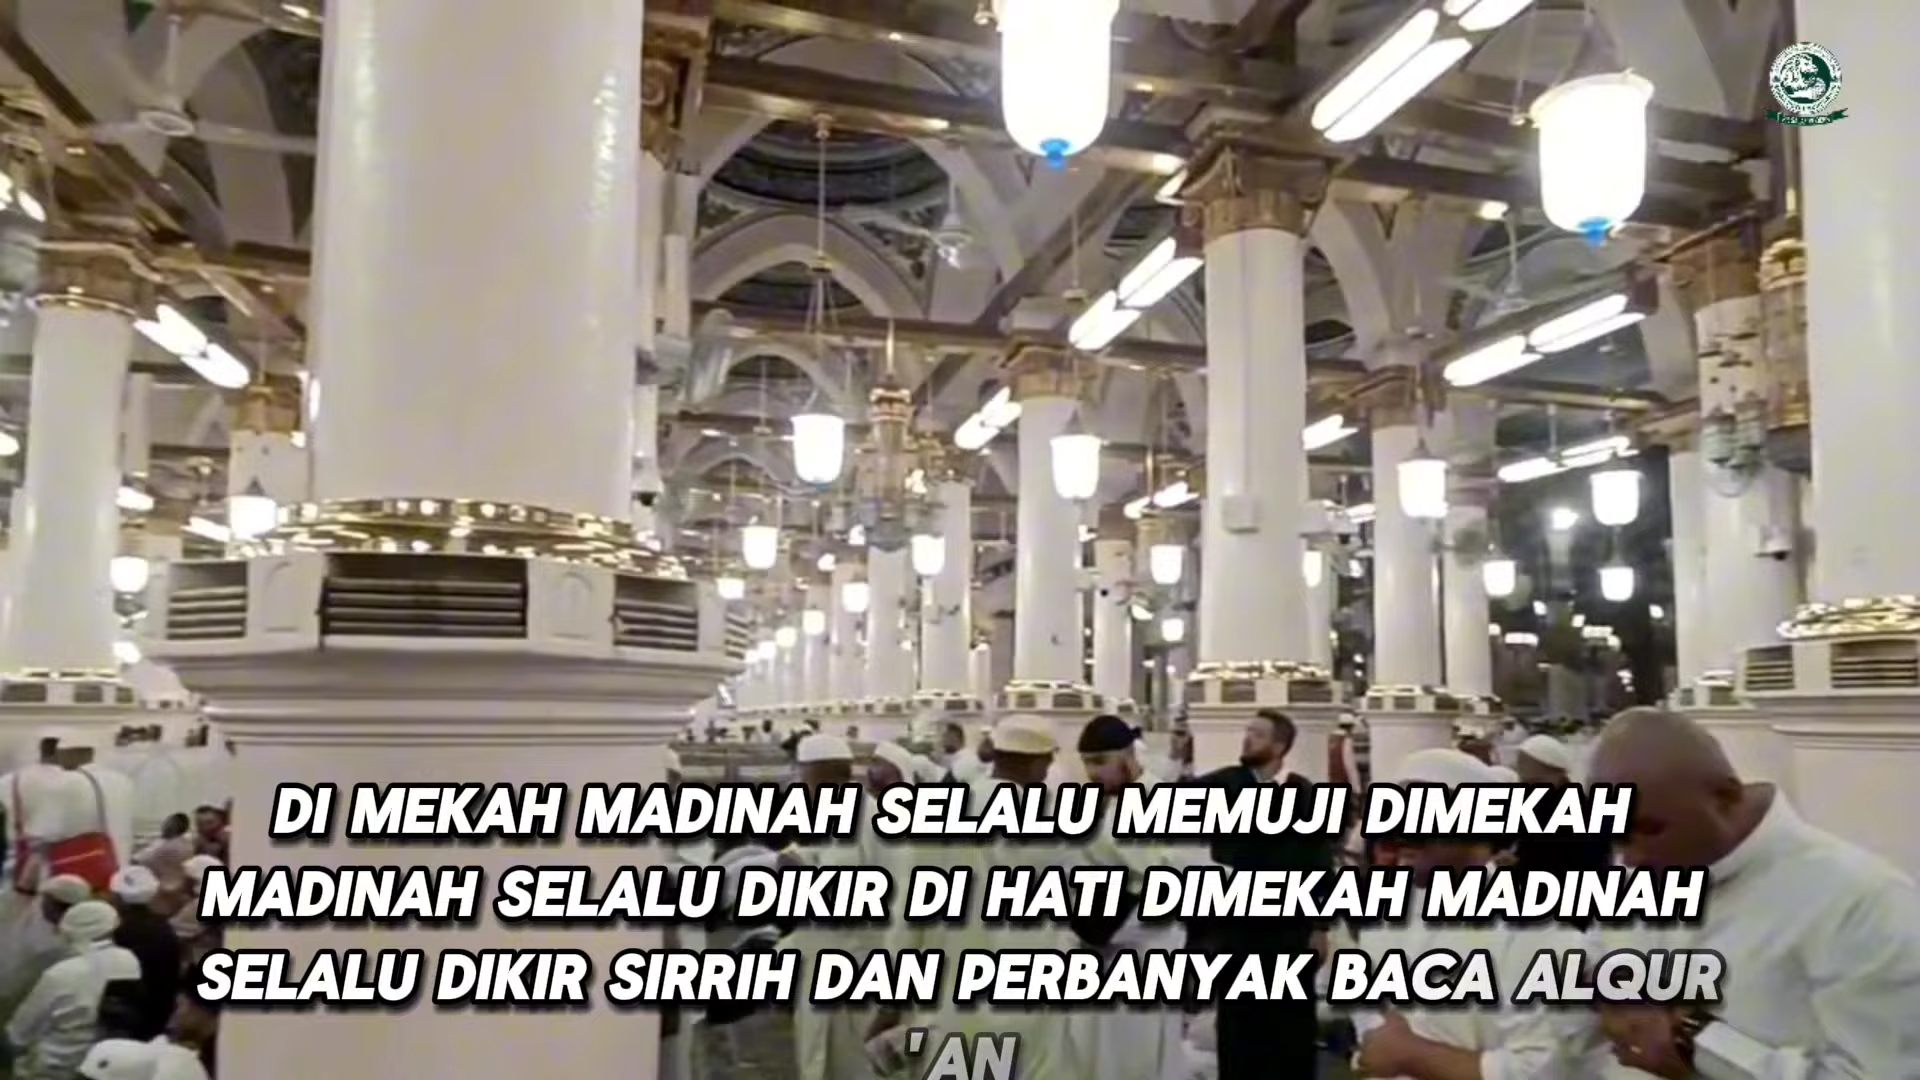 DI MEKAH MADINAH SELALU MEMUJI DIMEKAH
MADINAH SELALU DIKIR DI HATI DIMEKAH MADINAH
SELALU DIKIR SIRRIH DAN PERBANYAK BACA ALQUR
'AN